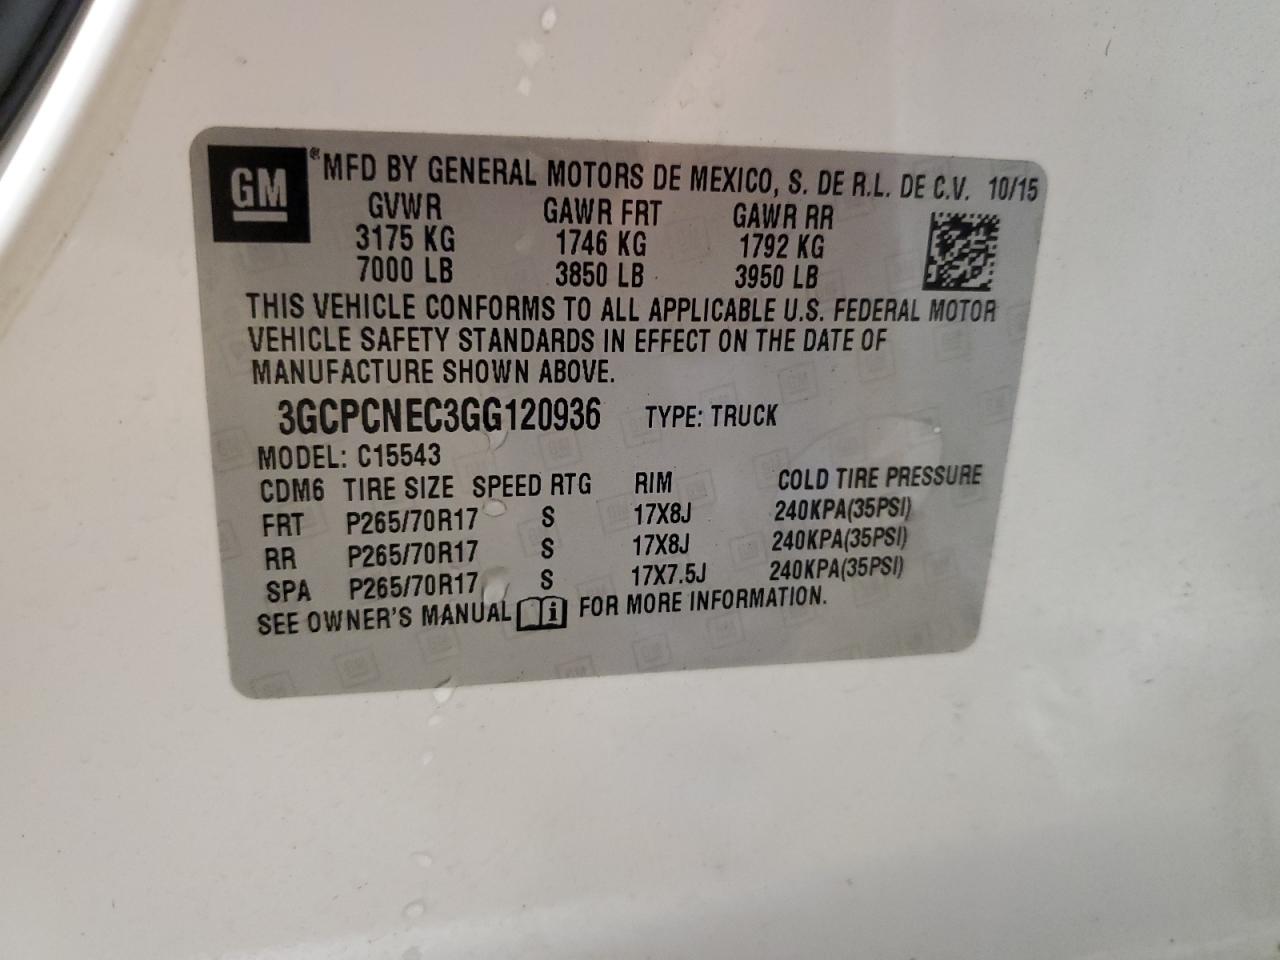 GM ® MFD BY GENERAL MOTORS DE MEXICO, S. DE R.L. DE C.V. 10/15
GVWR GAWR FRT GAWR RR
3175 KG 1746 KG 1792 KG
7000 LB 3850 LB 3950 LB
THIS VEHICLE CONFORMS TO ALL APPLICABLE U.S. FEDERAL MOTOR
VEHICLE SAFETY STANDARDS IN EFFECT ON THE DATE OF
MANUFACTURE SHOWN ABOVE.
3GCPCNEC3GG120936 TYPE: TRUCK
MODEL: C15543
CDM6 TIRE SIZE SPEED RTG RIM COLD TIRE PRESSURE
FRT P265/70R17 S 17X8J 240KPA(35PSI)
RR P265/70R17 S 17X8J 240KPA(35PSI)
SPA P265/70R17 S 17X7.5J 240KPA(35PSI)
SEE OWNER'S MANUAL i FOR MORE INFORMATION.